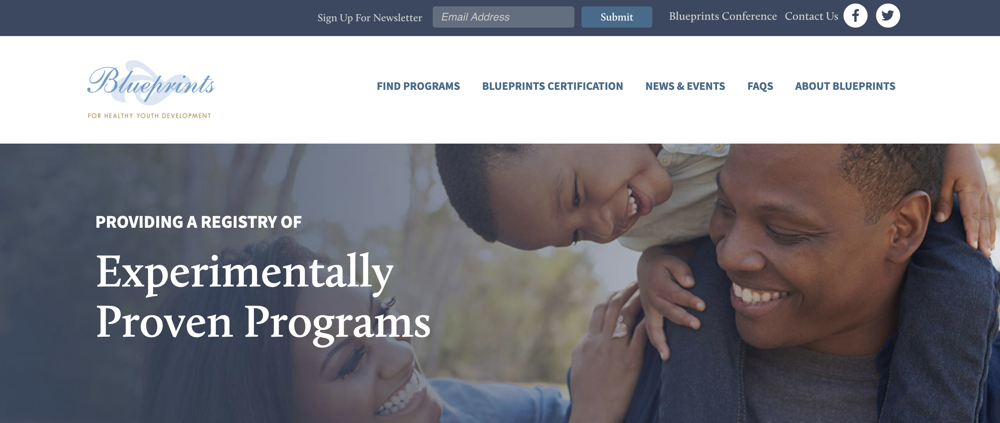 Sign Up For Newsletter
Email Address
Submit
Blueprints Conference
Contact Us
Blueprints
FOR HEALTHY YOUTH DEVELOPMENT
FIND PROGRAMS
BLUEPRINTS CERTIFICATION
NEWS & EVENTS
FAQS
ABOUT BLUEPRINTS
PROVIDING A REGISTRY OF
Experimentally
Proven Programs